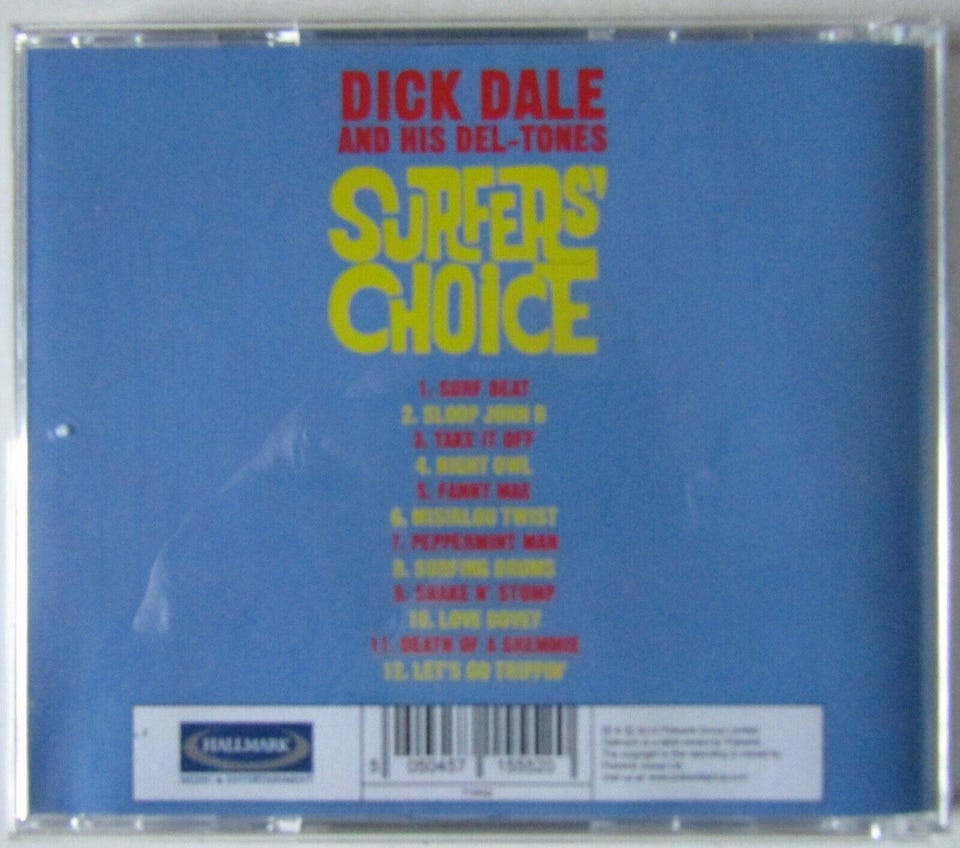 DICK DALE
AND HIS DEL-TONES
SURFERS'
CHOICE
1. SURF BEAT
2. SLOOP JOHN B
3. TAKE IT OFF
4. NIGHT OWL
5. FANNY MAE
6. MISIRLOU TWIST
7. PEPPERMINT MAN
8. SURFING DRUMS
9. SHAKE N' STOMP
10. LOVE DOVEY
11. DEATH OF A GREMMIE
12. LET'S GO TRIPPIN'
HALLMARK
MUSIC & ENTERTAINMENT
5 050457 155520